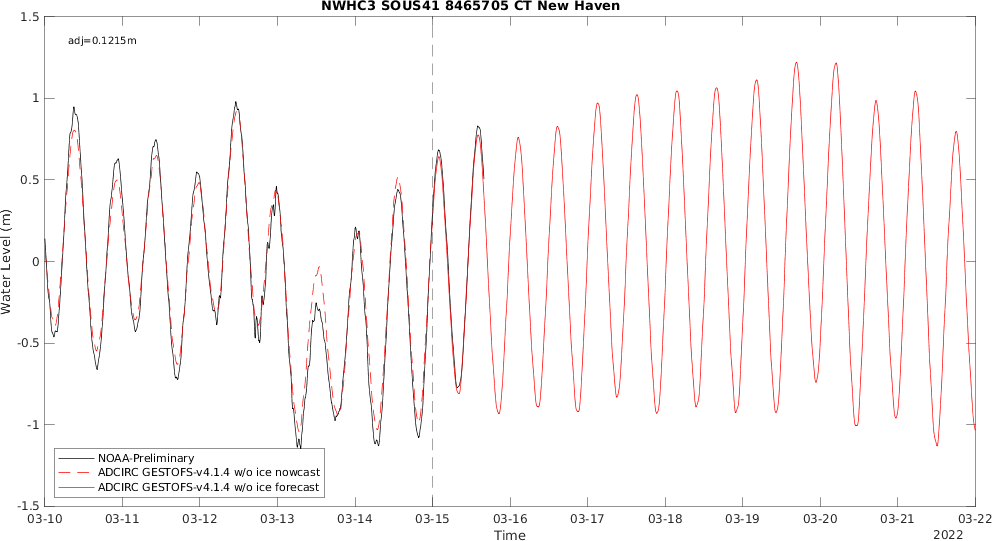 NWHC3 SOUS41 8465705 CT New Haven
adj=0.1215m
1.5
1
0.5
0
-0.5
-1
-1.5
Water Level (m)
NOAA-Preliminary
ADCIRC GESTOFS-v4.1.4 w/o ice nowcast
ADCIRC GESTOFS-v4.1.4 w/o ice forecast
03-10 03-11 03-12 03-13 03-14 03-15 03-16 03-17 03-18 03-19 03-20 03-21 03-22
Time
2022